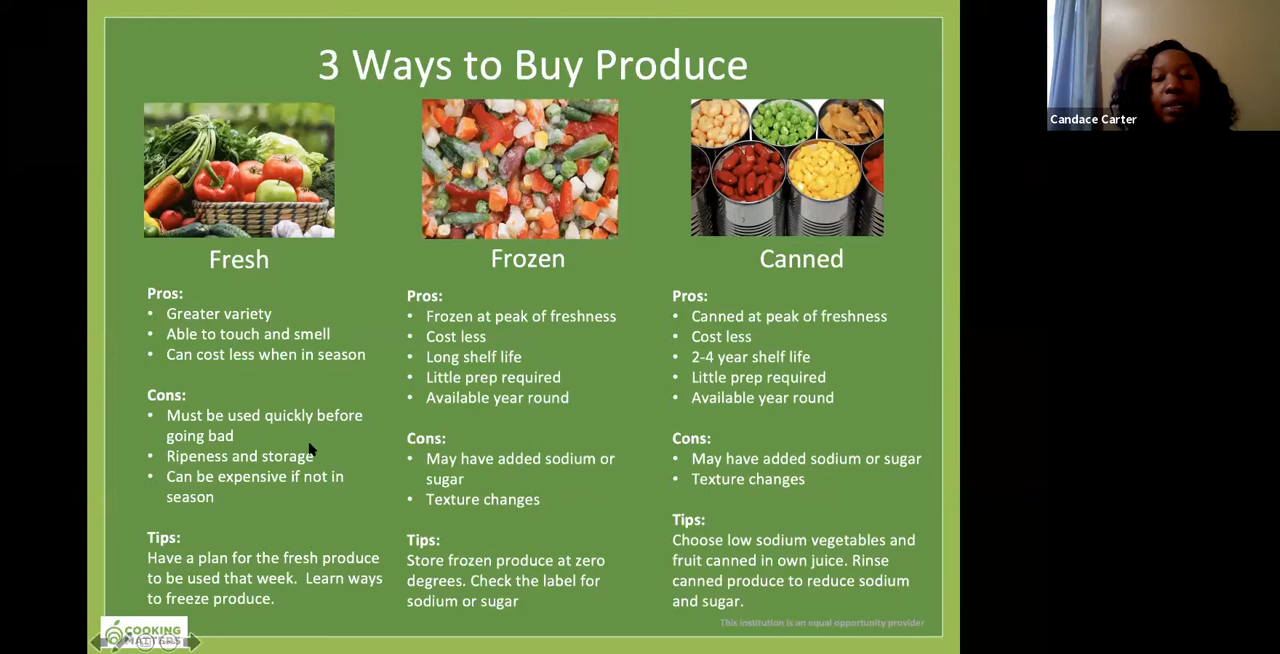 3 Ways to Buy Produce
Candace Carter
Fresh
Pros:
• Greater variety
• Able to touch and smell
• Can cost less when in season
Cons:
• Must be used quickly before
going bad
• Ripeness and storage
• Can be expensive if not in
season
Tips:
Have a plan for the fresh produce
to be used that week.  Learn ways
to freeze produce.
Frozen
Pros:
• Frozen at peak of freshness
• Cost less
• Long shelf life
• Little prep required
• Available year round
Cons:
• May have added sodium or
sugar
• Texture changes
Tips:
Store frozen produce at zero
degrees. Check the label for
sodium or sugar
Canned
Pros:
• Canned at peak of freshness
• Cost less
• 2-4 year shelf life
• Little prep required
• Available year round
Cons:
• May have added sodium or sugar
• Texture changes
Tips:
Choose low sodium vegetables and
fruit canned in own juice. Rinse
canned produce to reduce sodium
and sugar.
COOKING
MATTERS
This institution is an equal opportunity provider